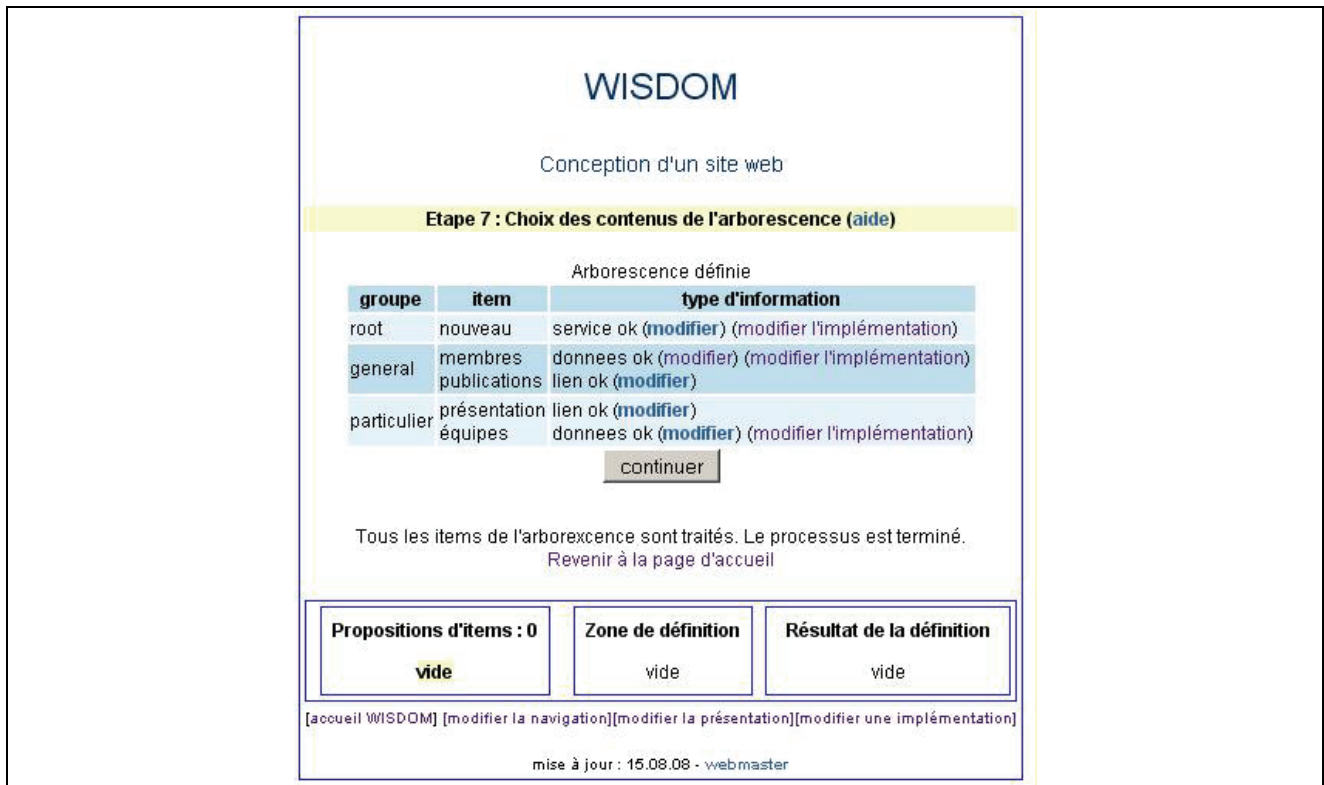 WISDOM
Conception d'un site web
Etape 7 : Choix des contenus de l'arborescence (aide)
Arborescence définie
groupe item type d'information
root nouveau service ok (modifier) (modifier l'implémentation)
general membres donnees ok (modifier) (modifier l'implémentation)
publications lien ok (modifier)
particulier présentation lien ok (modifier)
équipes donnees ok (modifier) (modifier l'implémentation)
continuer
Tous les items de l'arborexcence sont traités. Le processus est terminé.
Revenir à la page d'accueil
Propositions d'items : 0 Zone de définition Résultat de la définition
vide vide vide
[accueil WISDOM] [modifier la navigation][modifier la présentation][modifier une implémentation]
mise à jour : 15.08.08 - webmaster